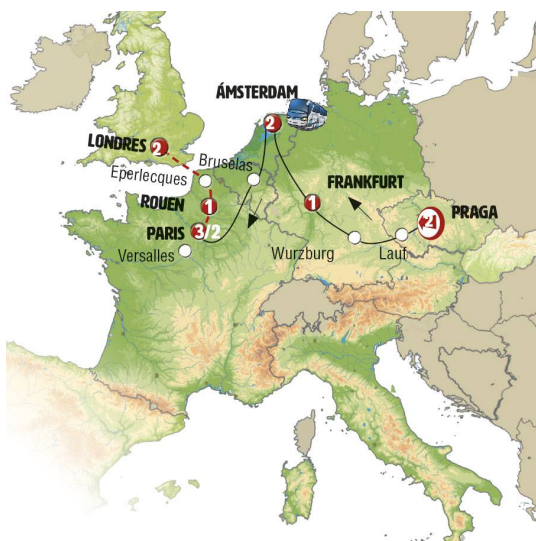 ÁMSTERDAM
2
LONDRES 2
Bruselas
Eperlecques
FRANKFURT
ROUEN 1
1
PRAGA
2
PARIS 3/2
Versalles
Wurzburg
Lauf